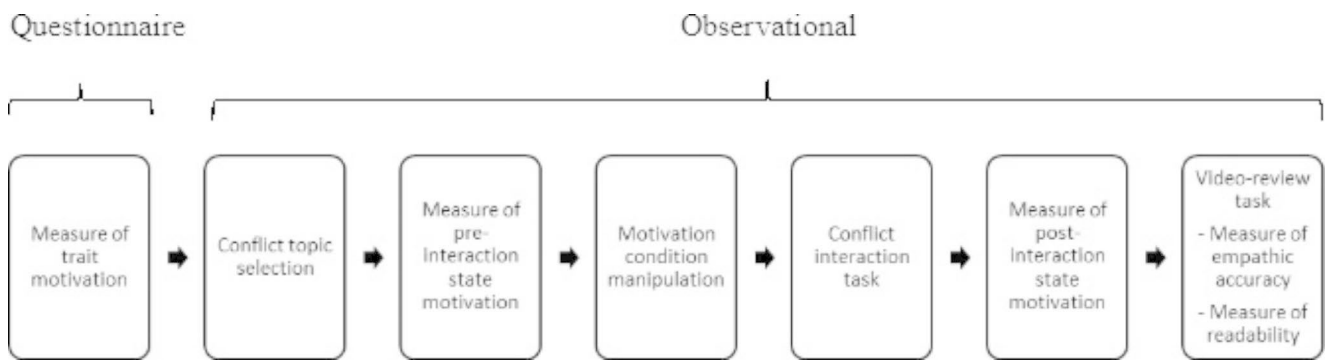 Questionnaire
Observational
Measure of
trait
motivation
Conflict topic
selection
Measure of
pre-
interaction
state
motivation
Motivation
condition
manipulation
Conflict
interaction
task
Measure of
post-
interaction
state
motivation
Video-review
task
- Measure of
empathic
accuracy
- Measure of
readability